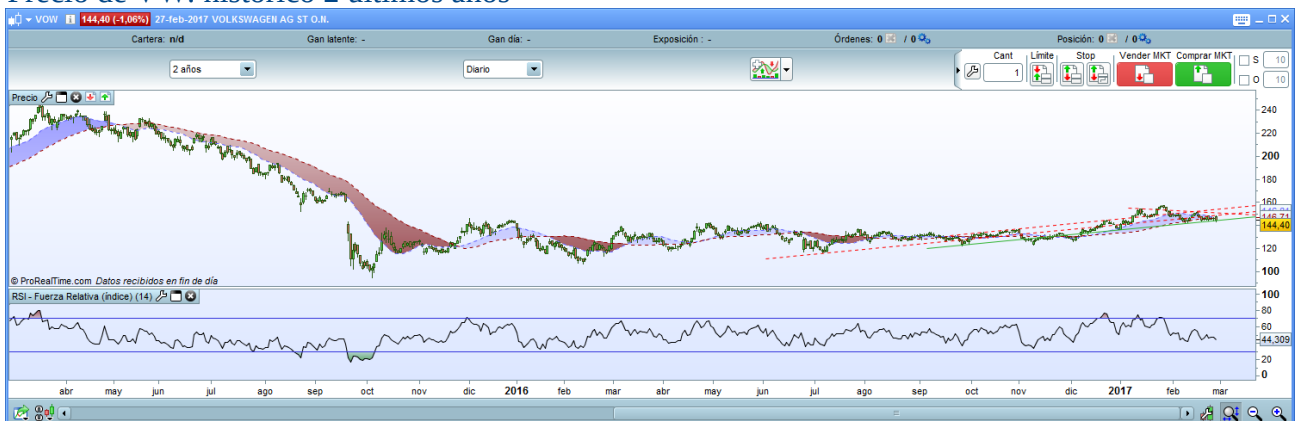 Precio de VW: histórico 2 últimos años
VOW 144,40 (-1,06%) 27-feb-2017 VOLKSWAGEN AG ST O.N.
Cartera: n/d Gan latente: - Gan día: - Exposición : - Órdenes: 0 / 0 Posición: 0 / 0
2 años Diario
Cant Límite Stop Vender MKT Comprar MKT
1
S 10
O 10
Precio
240
220
200
180
160
146,71
144,40
120
100
© ProRealTime.com Datos recibidos en fin de día
RSI - Fuerza Relativa (índice) (14)
100
80
60
44,309
20
0
abr may jun jul ago sep oct nov dic 2016 feb mar abr may jun jul ago sep oct nov dic 2017 feb mar